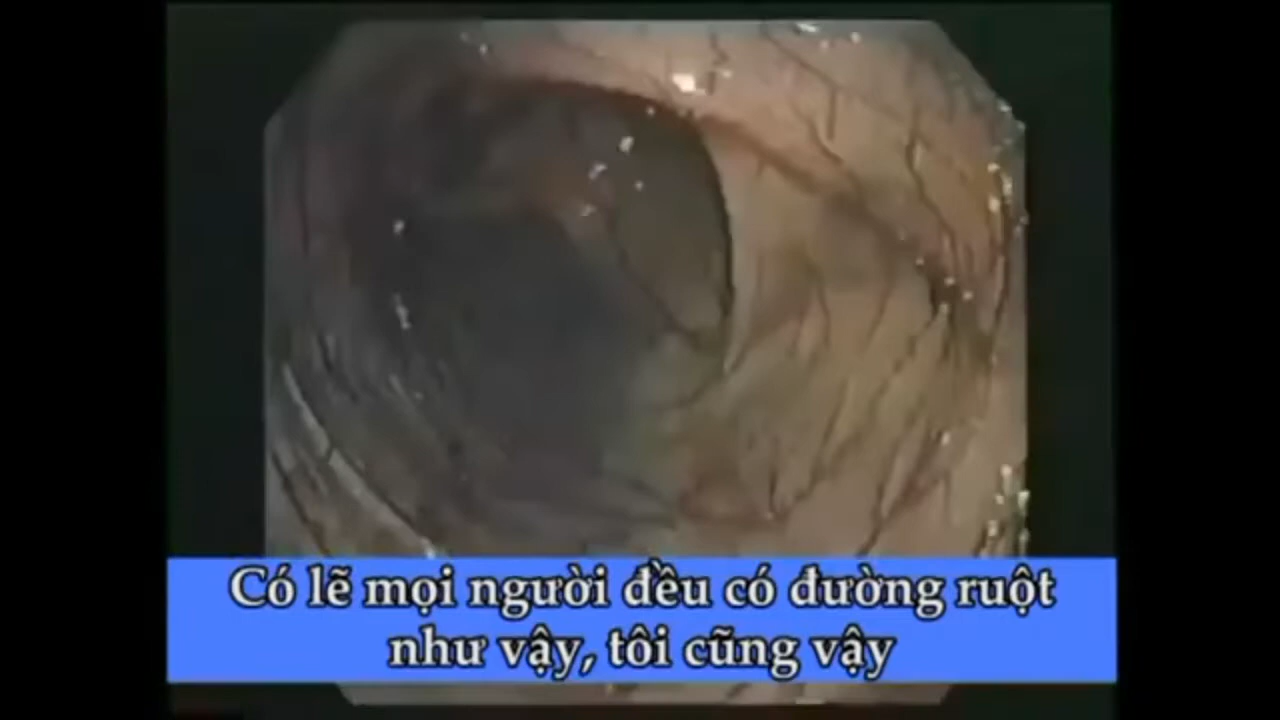 Có lẽ mọi người đều có đường ruột
như vậy, tôi cũng vậy